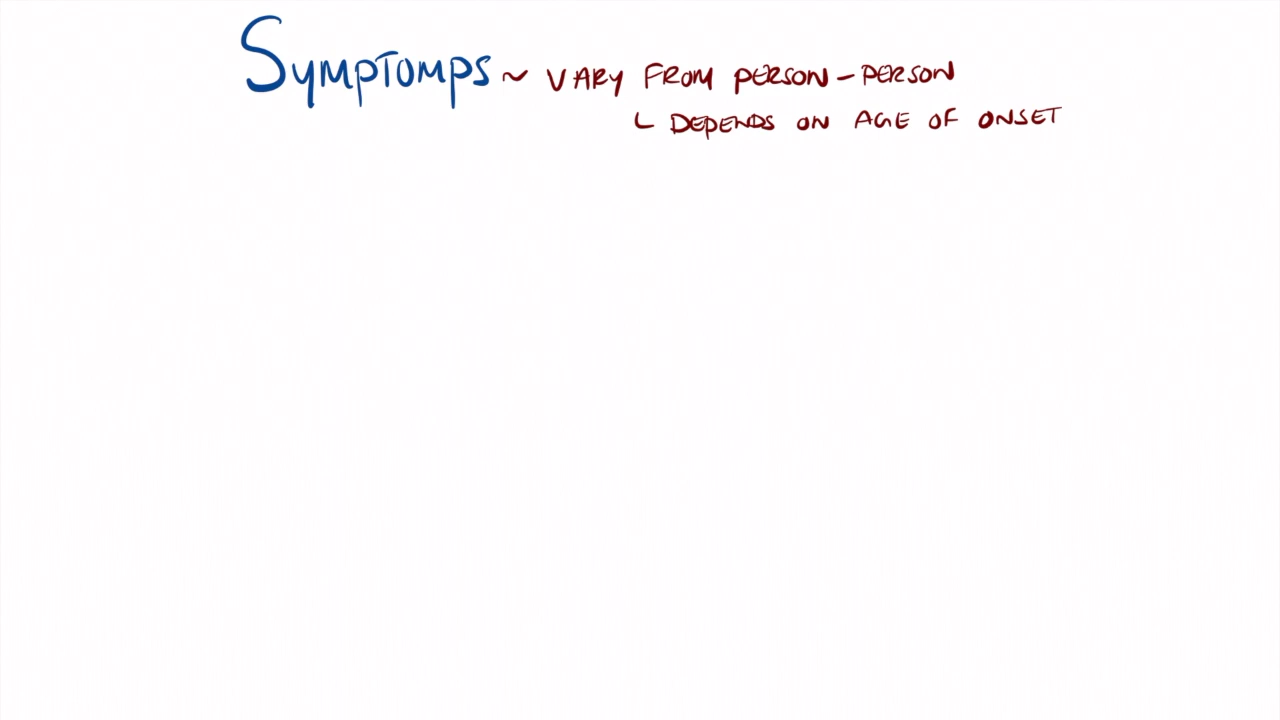 Symptomps ~ VARY FROM PERSON - PERSON
└ DEPENDS ON AGE OF ONSET